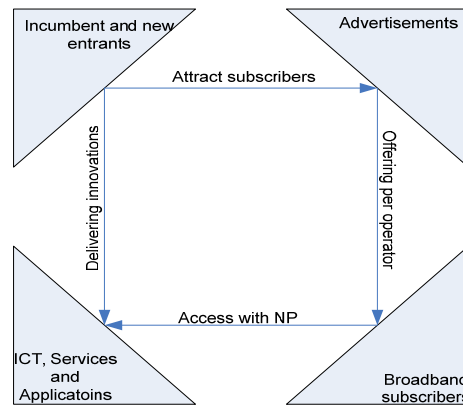 Incumbent and new
entrants
Advertisements
Attract subscribers
Delivering innovations
Offering per operator
Access with NP
ICT, Services
and
Applicatoins
Broadband
subscribers